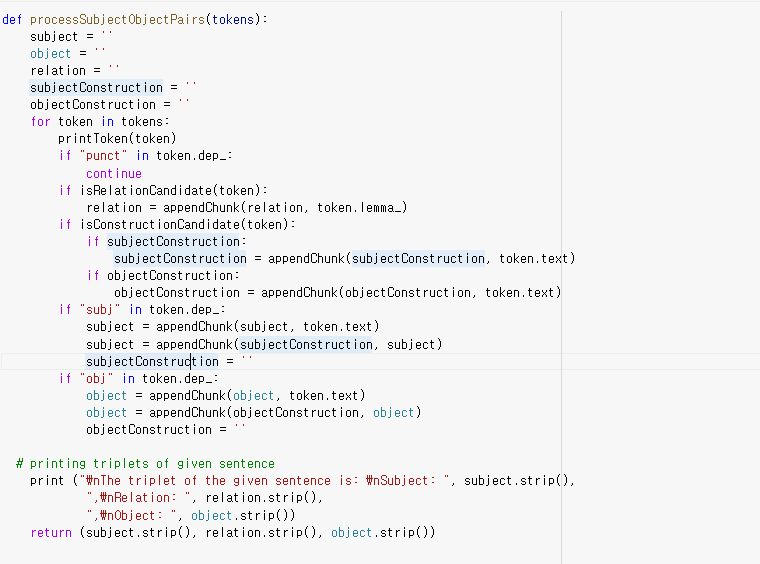 def processSubjectObjectPairs(tokens):
    subject = ''
    object = ''
    relation = ''
    subjectConstruction = ''
    objectConstruction = ''
    for token in tokens:
        printToken(token)
        if "punct" in token.dep_:
            continue
        if isRelationCandidate(token):
            relation = appendChunk(relation, token.lemma_)
        if isConstructionCandidate(token):
            if subjectConstruction:
                subjectConstruction = appendChunk(subjectConstruction, token.text)
            if objectConstruction:
                objectConstruction = appendChunk(objectConstruction, token.text)
        if "subj" in token.dep_:
            subject = appendChunk(subject, token.text)
            subject = appendChunk(subjectConstruction, subject)
            subjectConstruction = ''
        if "obj" in token.dep_:
            object = appendChunk(object, token.text)
            object = appendChunk(objectConstruction, object)
            objectConstruction = ''

  # printing triplets of given sentence
    print ("₩nThe triplet of the given sentence is: ₩nSubject: ", subject.strip(),
            ",₩nRelation: ", relation.strip(),
            ",₩nObject: ", object.strip())
    return (subject.strip(), relation.strip(), object.strip())